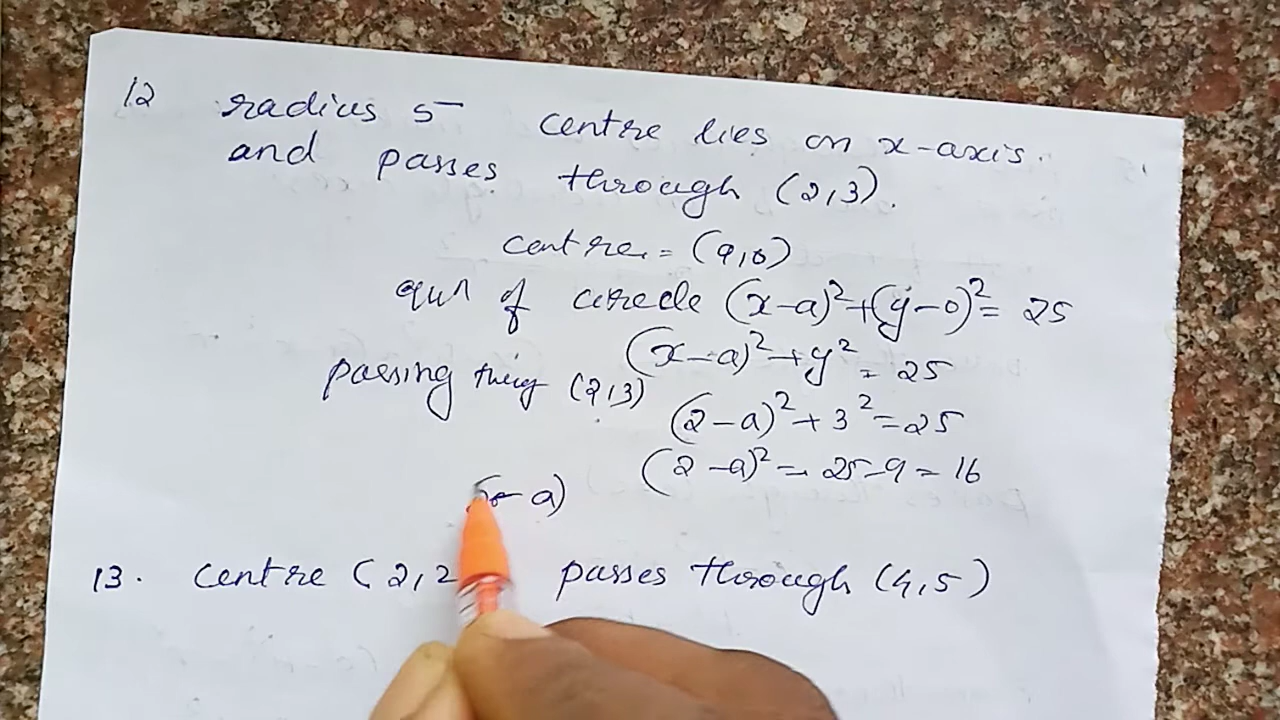 12 radius 5 centre lies on x-axis.
and passes through (2,3).
centre = (a,0)
equn of circle (x-a)²+(y-0)²= 25
(x-a)²+y² = 25
passing (2,3)
(2-a)²+3²=25
(2-a)² = 25-9 = 16
- a)
13. centre (2,2 passes through (4,5)